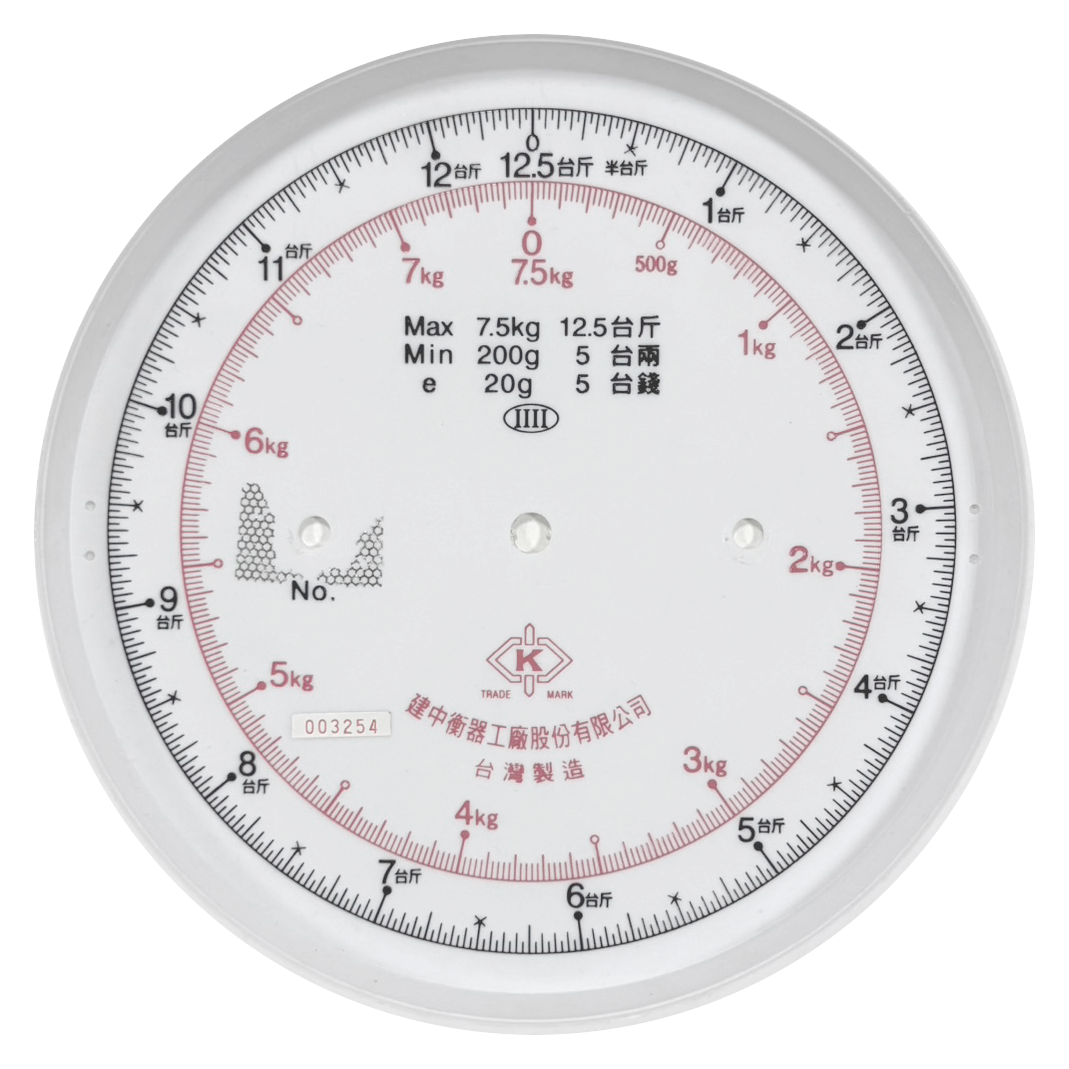 0
12.5台斤
半台斤
1台斤
2台斤
3台斤
4台斤
5台斤
6台斤
7台斤
8台斤
9台斤
10台斤
11台斤
12台斤
0
7.5kg
500g
1kg
2kg
3kg
4kg
5kg
6kg
7kg
Max 7.5kg 12.5台斤
Min 200g 5 台兩
e 20g 5 台錢
IIII
No.
K
TRADE MARK
003254
建中衡器工廠股份有限公司
台灣製造